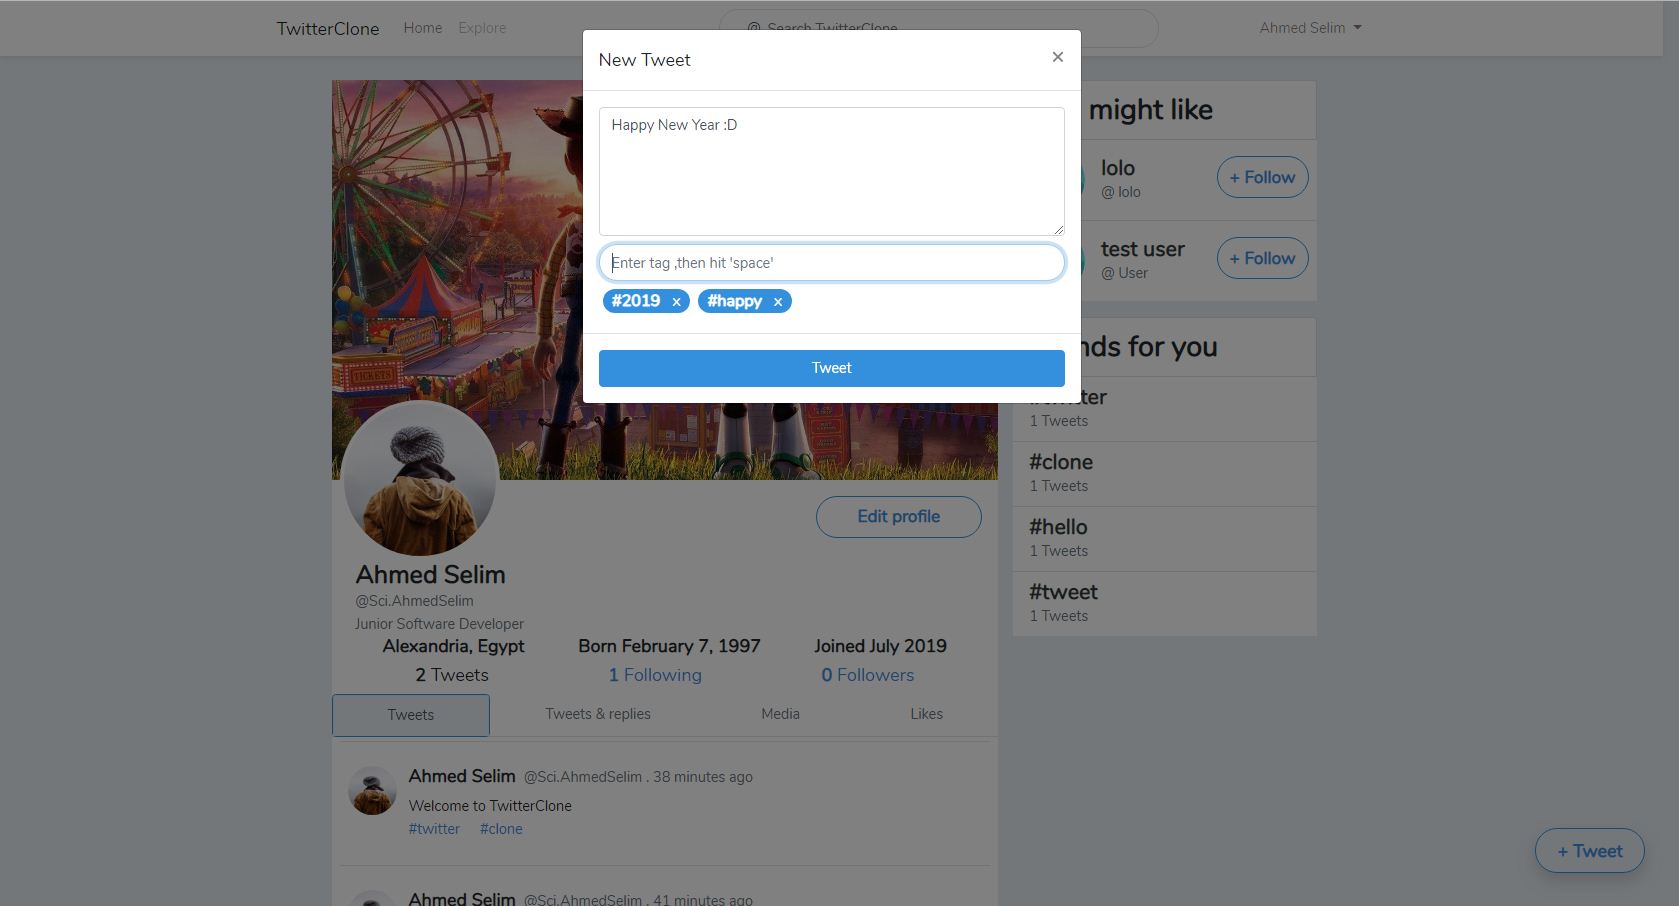 TwitterClone Home Explore @ Search TwitterClone Ahmed Selim
New Tweet ×
Happy New Year :D
Enter tag ,then hit 'space'
#2019 x #happy x
Tweet
might like
lolo
@ lolo
+ Follow
test user
@ User
+ Follow
for you
1 Tweets
#clone
1 Tweets
#hello
1 Tweets
#tweet
1 Tweets
TICKETS
Edit profile
Ahmed Selim
@Sci.AhmedSelim
Junior Software Developer
Alexandria, Egypt Born February 7, 1997 Joined July 2019
2 Tweets 1 Following 0 Followers
Tweets Tweets & replies Media Likes
Ahmed Selim @Sci.AhmedSelim . 38 minutes ago
Welcome to TwitterClone
#twitter #clone
Ahmed Selim @Sci.AhmedSelim . 41 minutes ago
+ Tweet